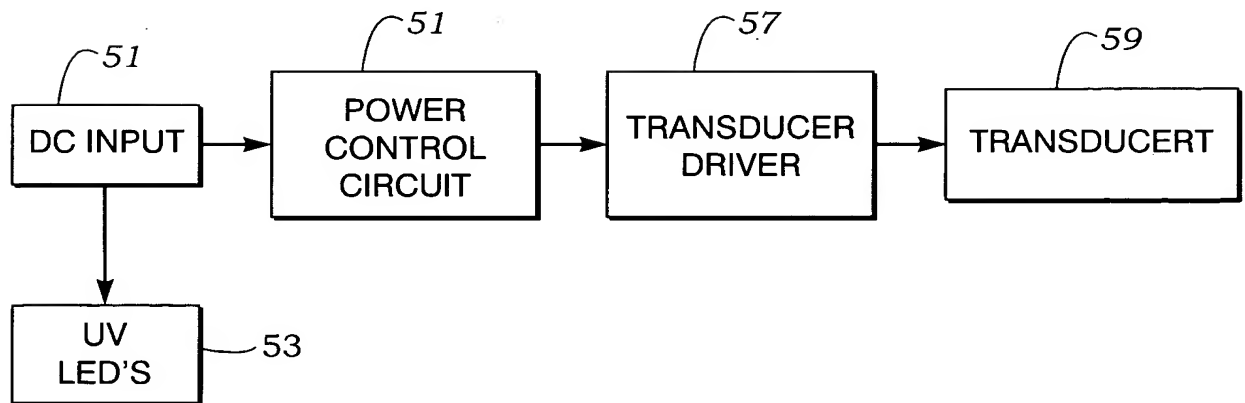 51
DC INPUT
51
POWER
CONTROL
CIRCUIT
57
TRANSDUCER
DRIVER
59
TRANSDUCERT
UV
LED'S
53